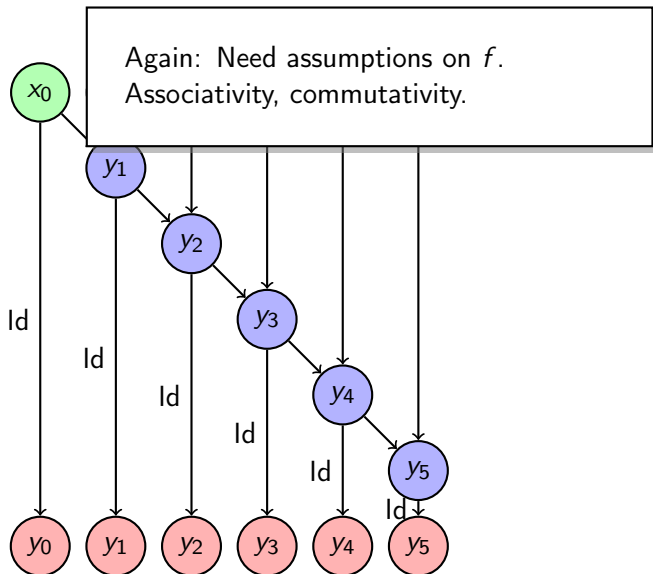 Again: Need assumptions on f.
Associativity, commutativity.
x₀
y₁
y₂
y₃
y₄
y₅
Id
Id
Id
Id
Id
Id
y₀ y₁ y₂ y₃ y₄ y₅